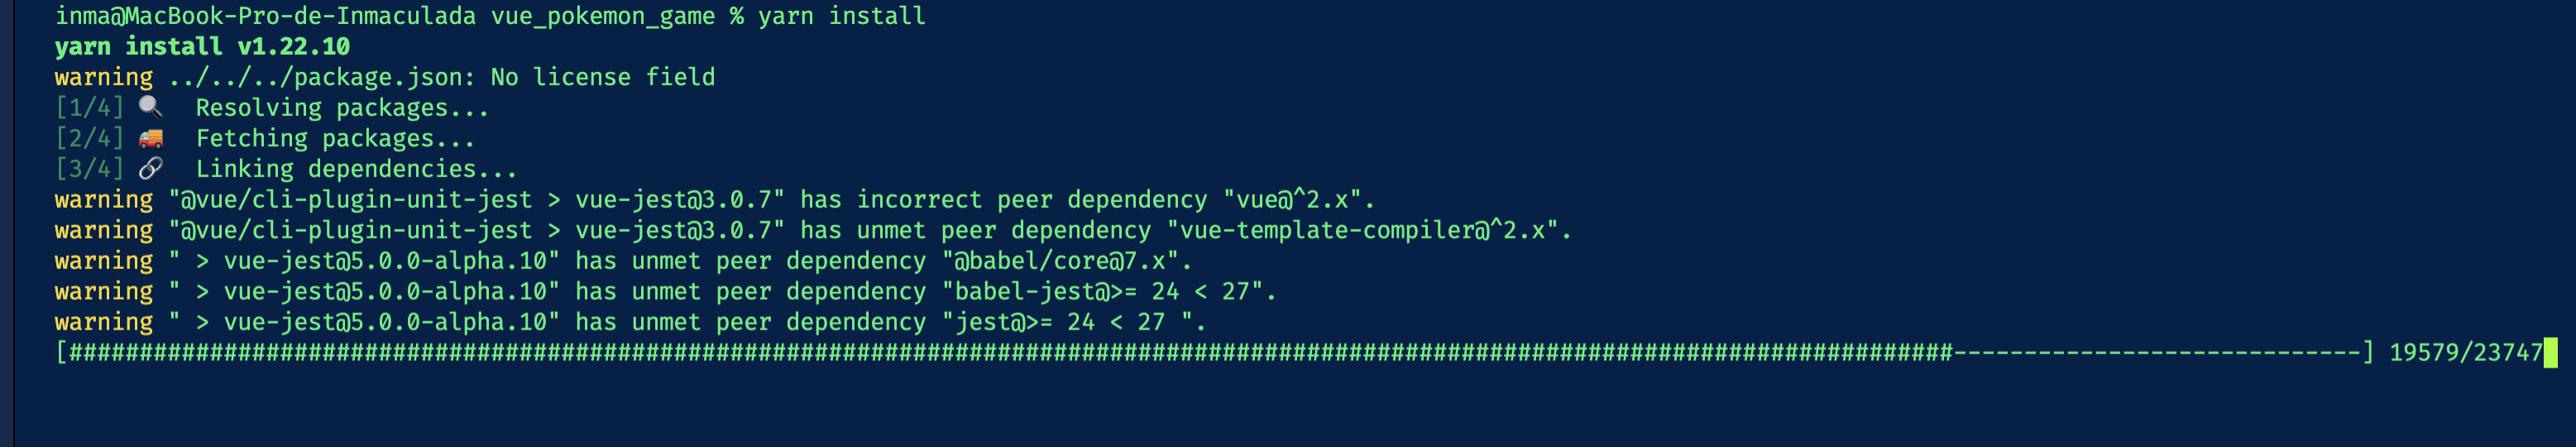 inma@MacBook-Pro-de-Inmaculada vue_pokemon_game % yarn install
yarn install v1.22.10
warning ../../../package.json: No license field
[1/4] 🔍  Resolving packages...
[2/4] 🚚  Fetching packages...
[3/4] 🔗  Linking dependencies...
warning "@vue/cli-plugin-unit-jest > vue-jest@3.0.7" has incorrect peer dependency "vue@^2.x".
warning "@vue/cli-plugin-unit-jest > vue-jest@3.0.7" has unmet peer dependency "vue-template-compiler@^2.x".
warning " > vue-jest@5.0.0-alpha.10" has unmet peer dependency "@babel/core@7.x".
warning " > vue-jest@5.0.0-alpha.10" has unmet peer dependency "babel-jest@>= 24 < 27".
warning " > vue-jest@5.0.0-alpha.10" has unmet peer dependency "jest@>= 24 < 27 ".
[######################################################################################################################################-----------------------------] 19579/23747